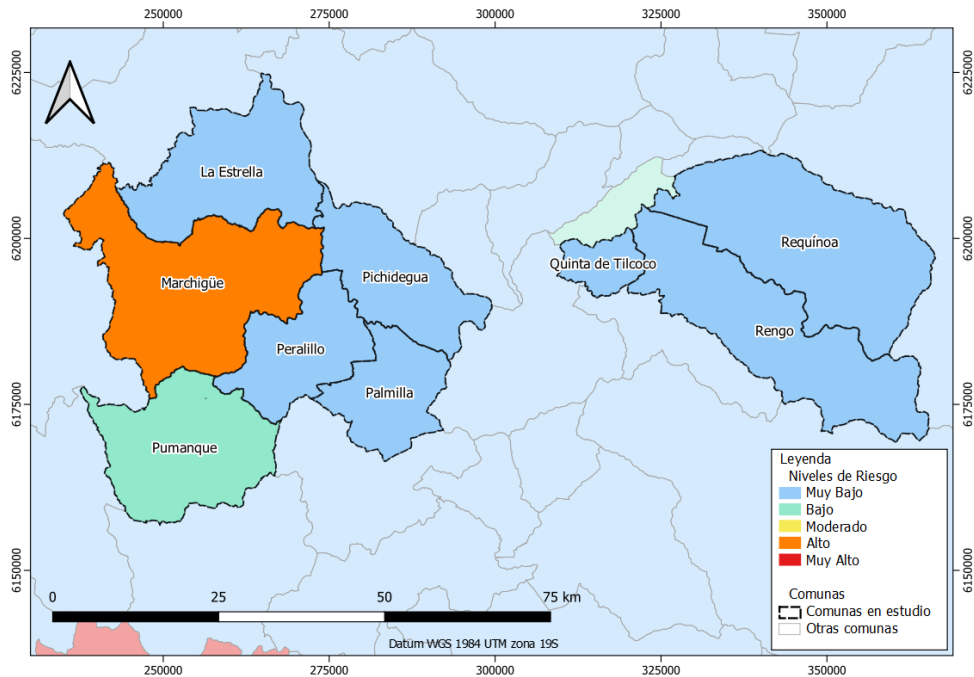 250000 275000 300000 325000 350000
6225000 6225000
La Estrella
6200000 6200000
Requínoa
Quinta de Tilcoco
Pichidegua
Marchigüe
Rengo
Peralillo
Palmilla
6175000 6175000
Pumanque
Leyenda
Niveles de Riesgo
Muy Bajo
Bajo
Moderado
Alto
Muy Alto
6150000 6150000
Comunas
Comunas en estudio
Otras comunas
0 25 50 75 km
Datum WGS 1984 UTM zona 19S
250000 275000 300000 325000 350000